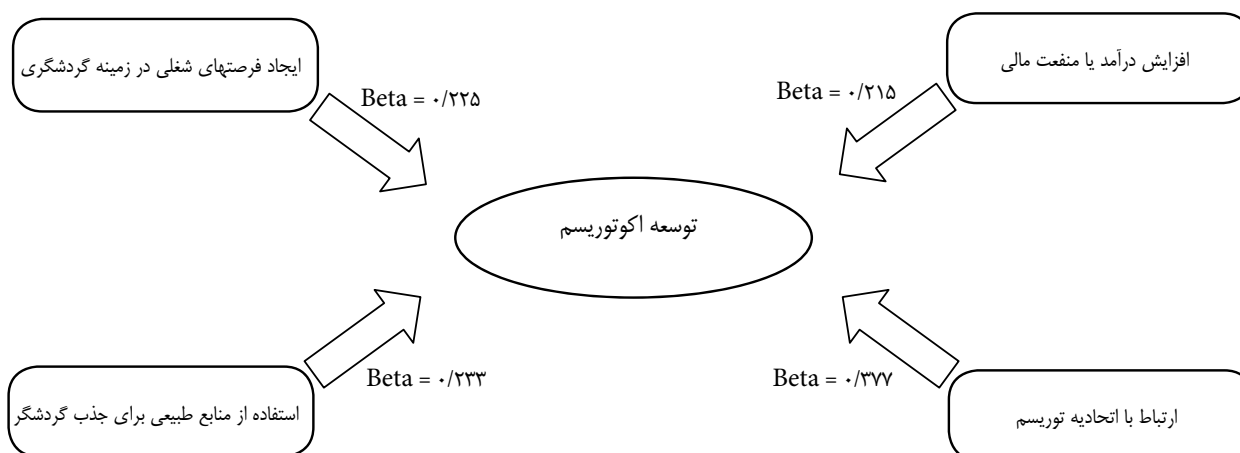 افزایش درآمد یا منفعت مالی
ایجاد فرصتهای شغلی در زمینه گردشگری
Beta = ۰/۲۱۵
Beta = ۰/۲۲۵
توسعه اکوتوریسم
Beta = ۰/۳۷۷
Beta = ۰/۲۳۳
ارتباط با اتحادیه توریسم
استفاده از منابع طبیعی برای جذب گردشگر